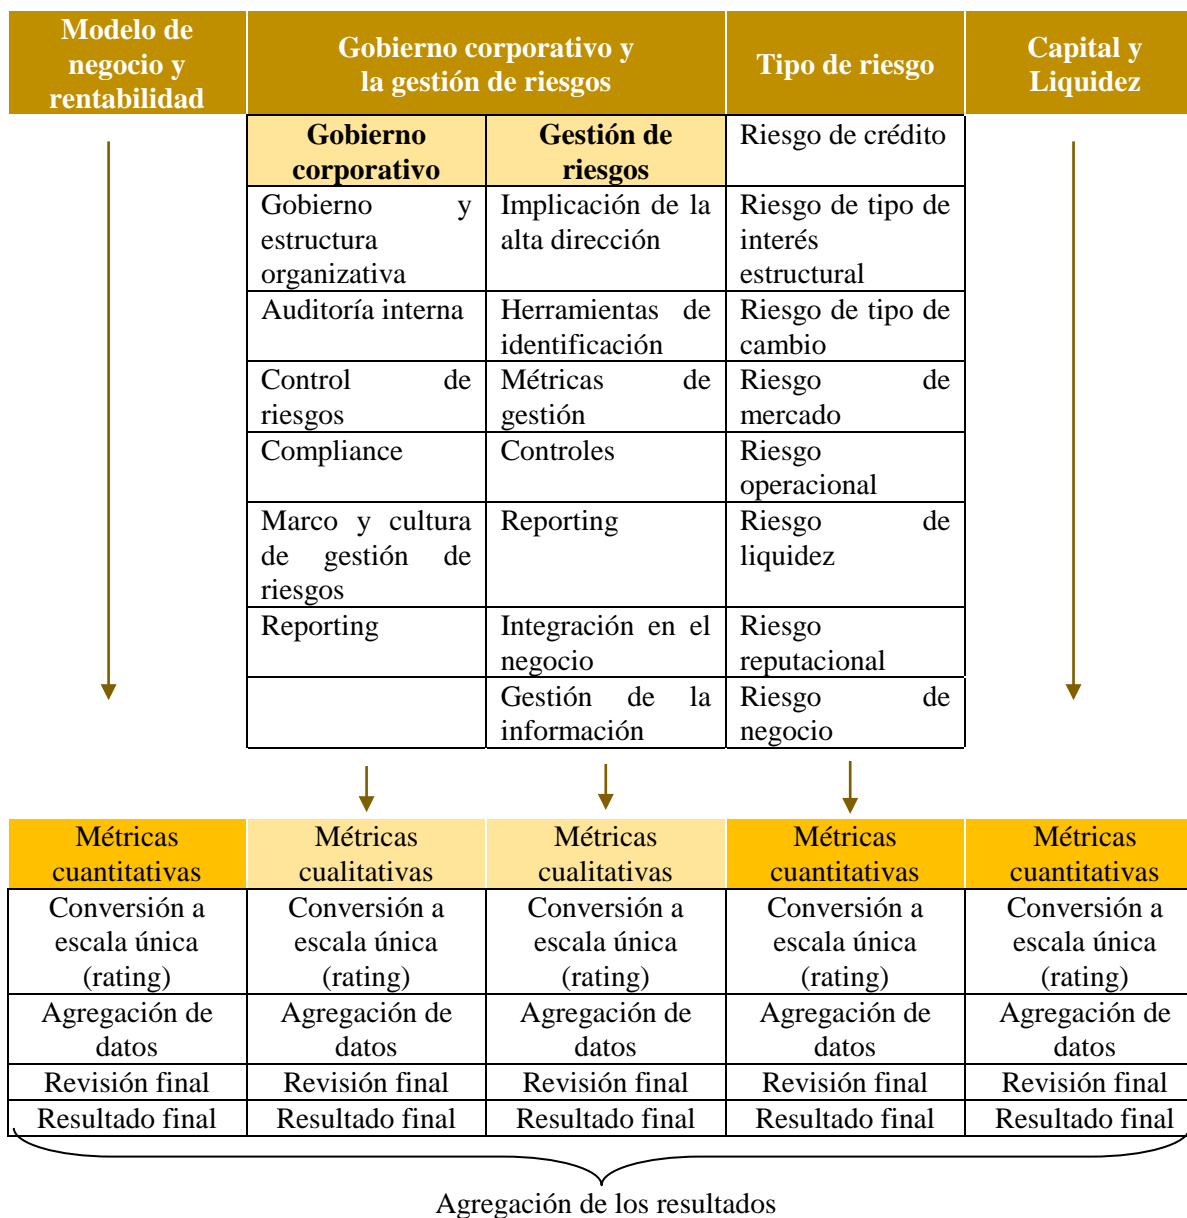 Modelo de
negocio y
rentabilidad
Gobierno corporativo y
la gestión de riesgos
Tipo de riesgo
Capital y
Liquidez
Gobierno
corporativo
Gestión de
riesgos
Riesgo de crédito
Gobierno y
estructura
organizativa
Implicación de la
alta dirección
Riesgo de tipo de
interés
estructural
Auditoría interna
Herramientas de
identificación
Riesgo de tipo de
cambio
Control de
riesgos
Métricas de
gestión
Riesgo de
mercado
Compliance
Controles
Riesgo
operacional
Marco y cultura
de gestión de
riesgos
Reporting
Riesgo de
liquidez
Reporting
Integración en el
negocio
Riesgo
reputacional
Gestión de la
información
Riesgo de
negocio
Métricas
cuantitativas
Métricas
cualitativas
Métricas
cualitativas
Métricas
cuantitativas
Métricas
cuantitativas
Conversión a
escala única
(rating)
Conversión a
escala única
(rating)
Conversión a
escala única
(rating)
Conversión a
escala única
(rating)
Conversión a
escala única
(rating)
Agregación de
datos
Agregación de
datos
Agregación de
datos
Agregación de
datos
Agregación de
datos
Revisión final
Revisión final
Revisión final
Revisión final
Revisión final
Resultado final
Resultado final
Resultado final
Resultado final
Resultado final
Agregación de los resultados